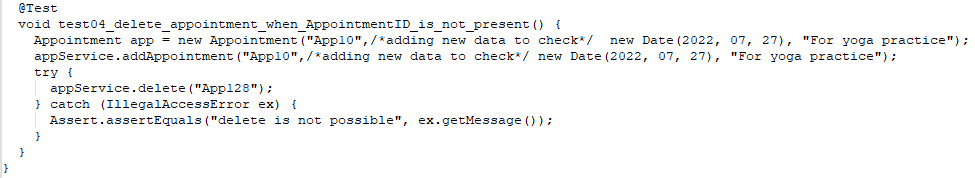 @Test
void test04_delete_appointment_when_AppointmentID_is_not_present() {
Appointment app = new Appointment("App10",/*adding new data to check*/  new Date(2022, 07, 27), "For yoga practice");
appService.addAppointment("App10",/*adding new data to check*/ new Date(2022, 07, 27), "For yoga practice");
try {
appService.delete("App128");
} catch (IllegalAccessError ex) {
Assert.assertEquals("delete is not possible", ex.getMessage());
}
}
}